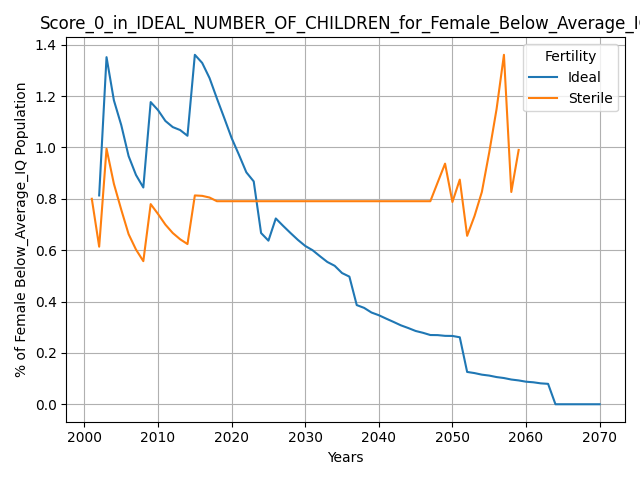 Score_0_in_IDEAL_NUMBER_OF_CHILDREN_for_Female_Below_Average_IQ
Fertility
Ideal
Sterile
% of Female Below_Average_IQ Population
1.4
1.2
1.0
0.8
0.6
0.4
0.2
0.0
2000 2010 2020 2030 2040 2050 2060 2070
Years